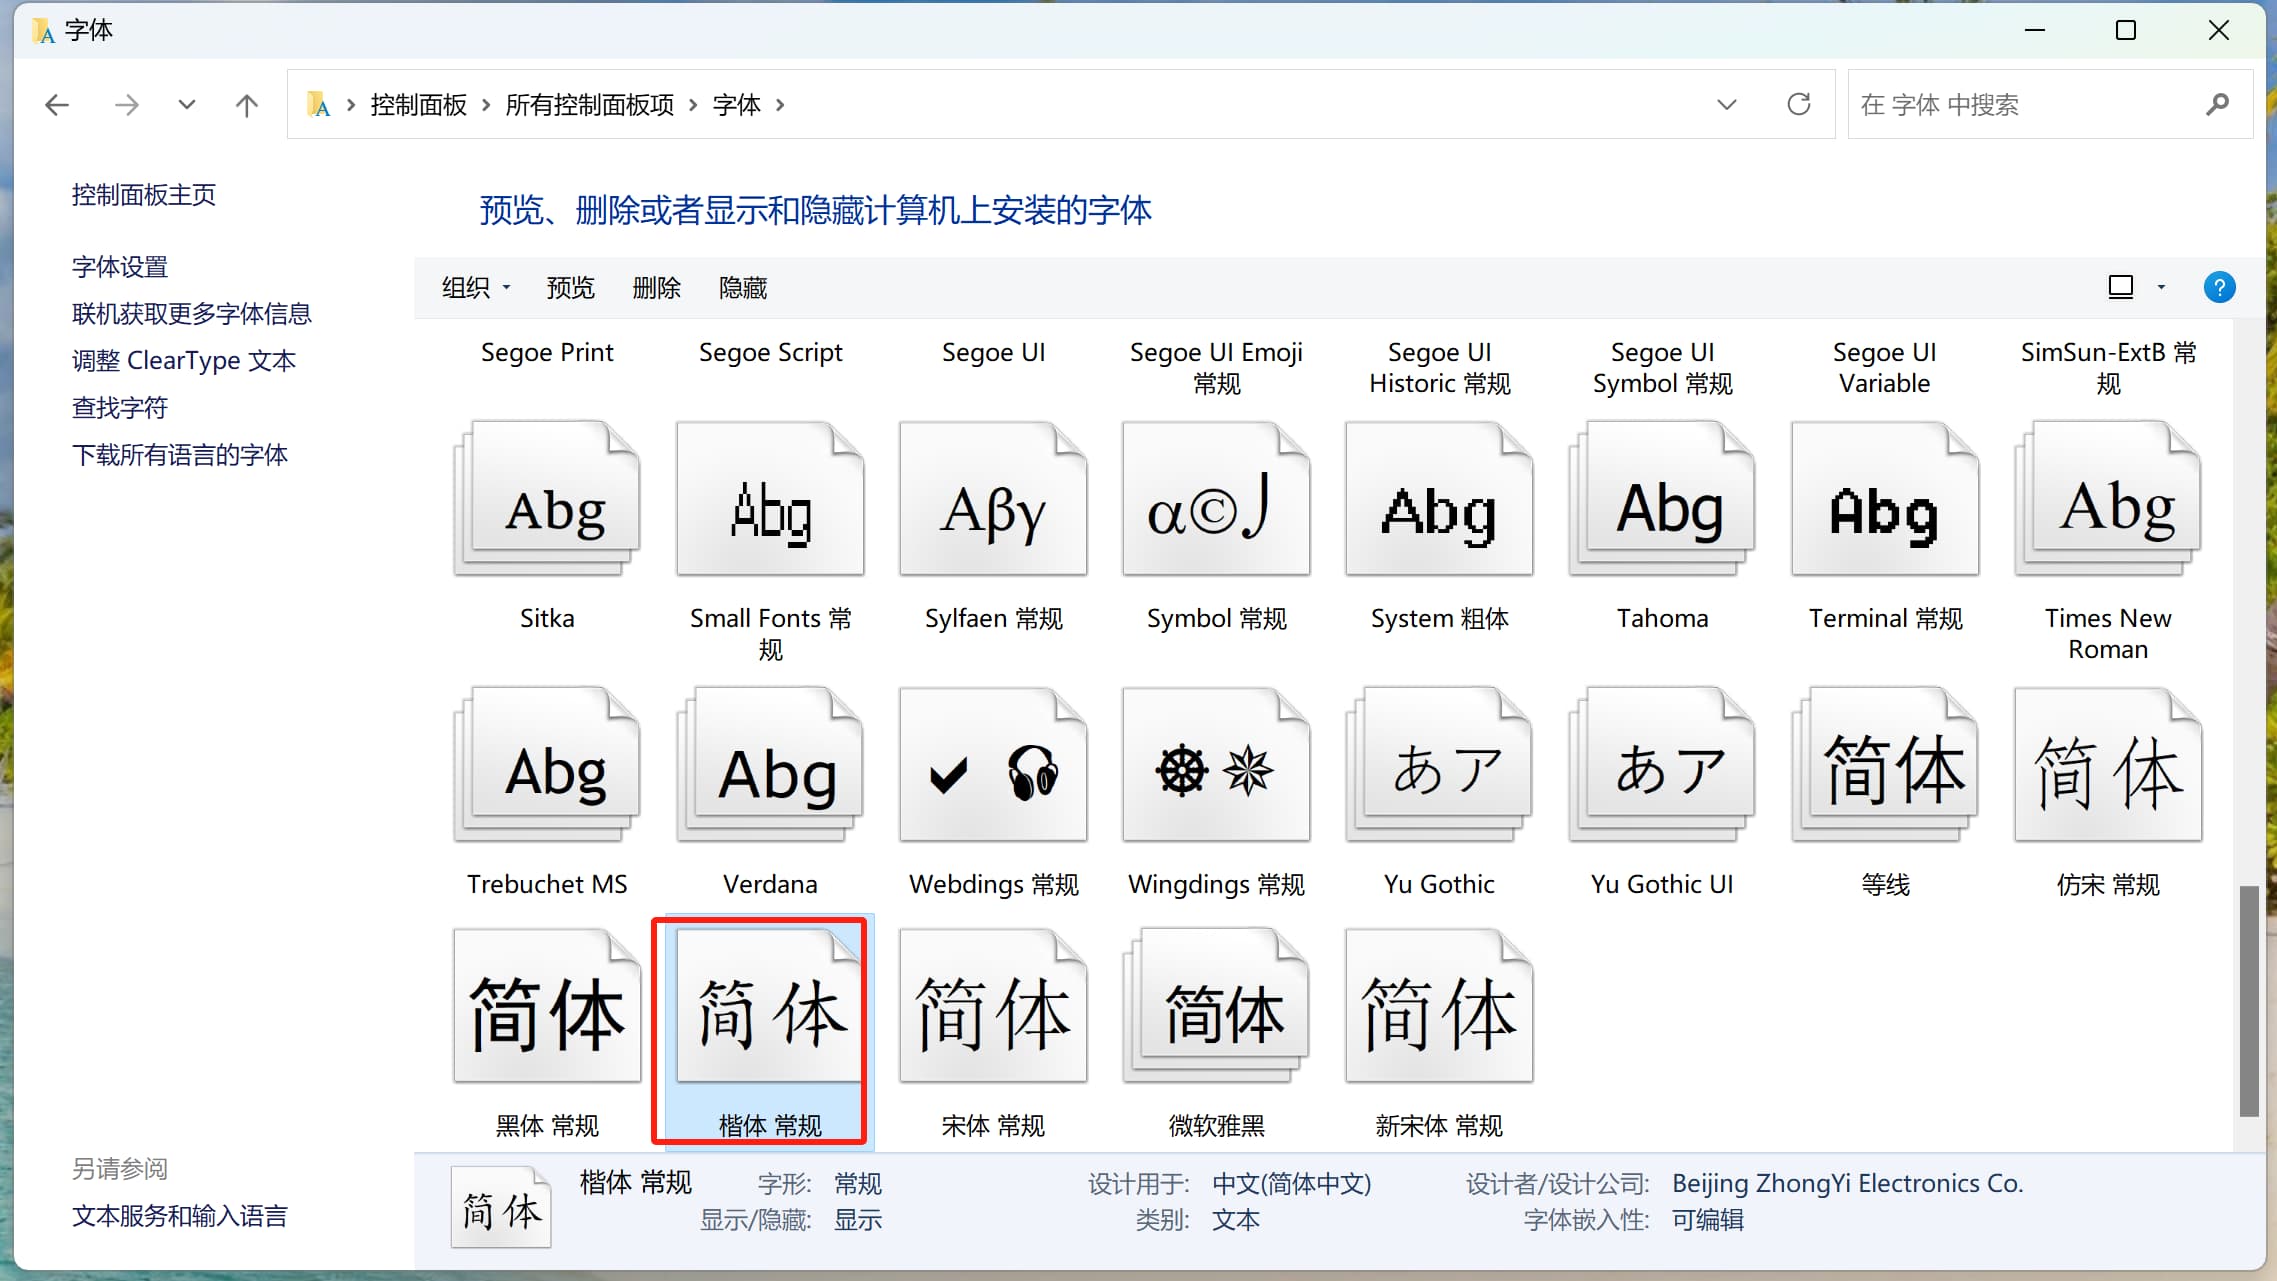 字体
控制面板 所有控制面板项 字体
在 字体 中搜索
控制面板主页
字体设置
联机获取更多字体信息
调整 ClearType 文本
查找字符
下载所有语言的字体
另请参阅
文本服务和输入语言
预览、删除或者显示和隐藏计算机上安装的字体
组织 预览 删除 隐藏
Segoe Print
Segoe Script
Segoe UI
Segoe UI Emoji
常规
Segoe UI
Historic 常规
Segoe UI
Symbol 常规
Segoe UI
Variable
SimSun-ExtB 常
规
Abg
Abg
Αβγ
α©
Abg
Abg
Abg
Abg
Sitka
Small Fonts 常
规
Sylfaen 常规
Symbol 常规
System 粗体
Tahoma
Terminal 常规
Times New
Roman
Abg
Abg
あア
あア
简体
简体
Trebuchet MS
Verdana
Webdings 常规
Wingdings 常规
Yu Gothic
Yu Gothic UI
等线
仿宋 常规
简体
简体
简体
简体
简体
黑体 常规
楷体 常规
宋体 常规
微软雅黑
新宋体 常规
简体
楷体 常规
字形: 常规
显示/隐藏: 显示
设计用于: 中文(简体中文)
类别: 文本
设计者/设计公司: Beijing ZhongYi Electronics Co.
字体嵌入性: 可编辑